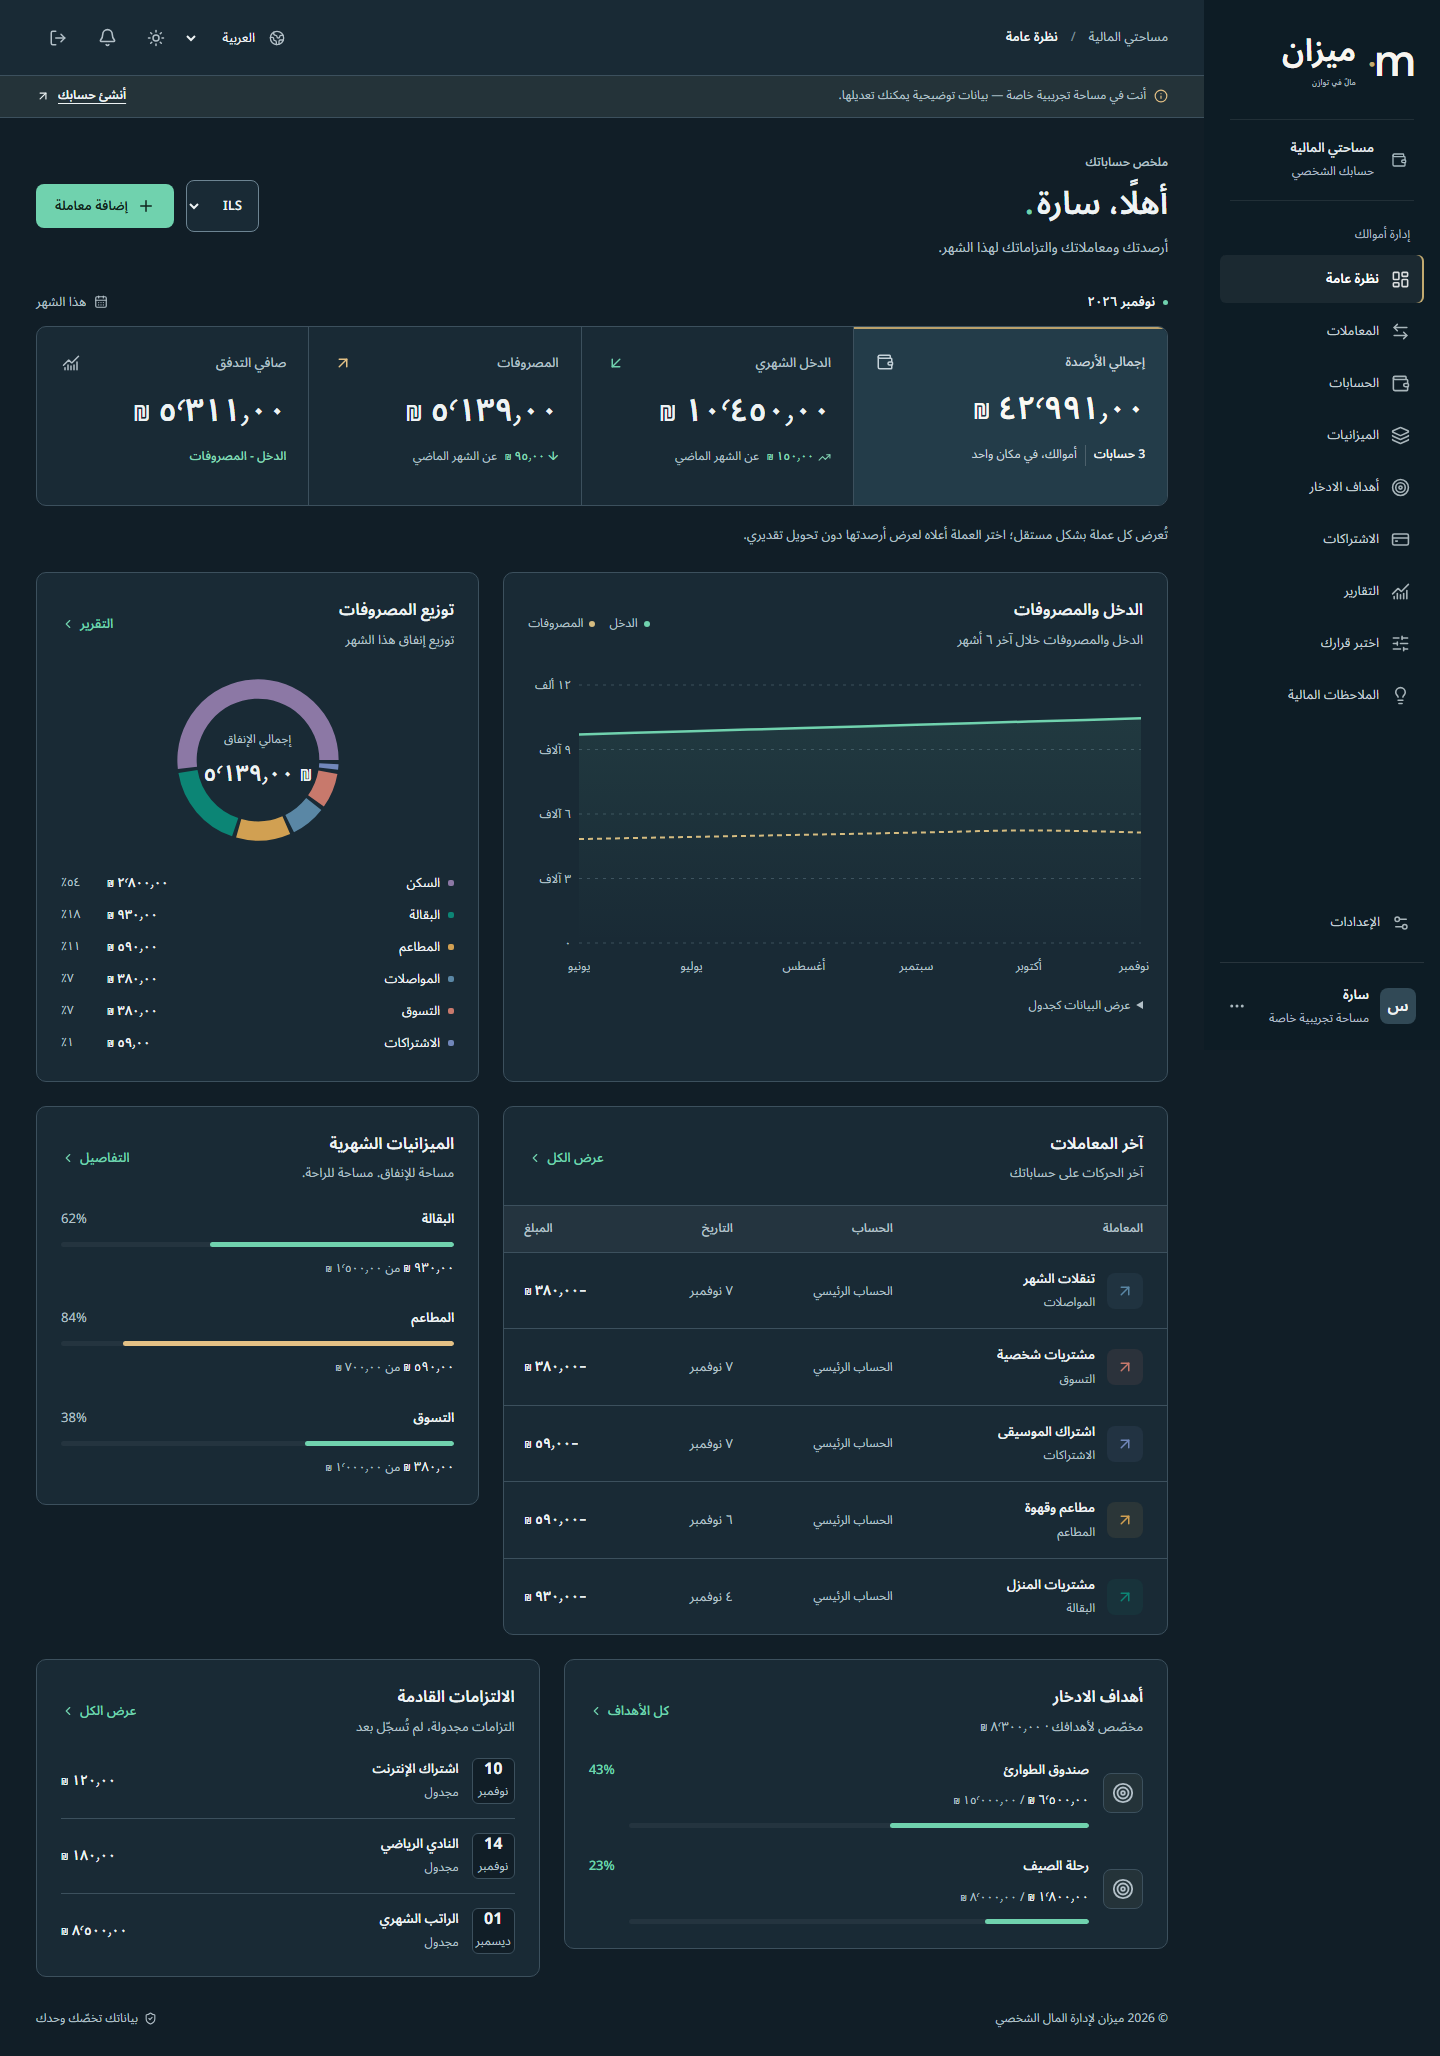 m.
ميزان
مالٌ في توازن
مساحتي المالية
حسابك الشخصي
إدارة أموالك
نظرة عامة
المعاملات
الحسابات
الميزانيات
أهداف الادخار
الاشتراكات
التقارير
اختبر قرارك
الملاحظات المالية
الإعدادات
س
سارة
مساحة تجريبية خاصة
مساحتي المالية / نظرة عامة
العربية
أنت في مساحة تجريبية خاصة — بيانات توضيحية يمكنك تعديلها.
أنشئ حسابك
ملخص حساباتك
أهلًا، سارة.
أرصدتك ومعاملاتك والتزاماتك لهذا الشهر.
ILS
إضافة معاملة
نوفمبر ٢٠٢٦
هذا الشهر
إجمالي الأرصدة
٤٢٬٩٩١٫٠٠ ₪
3 حسابات
أموالك، في مكان واحد
الدخل الشهري
١٠٬٤٥٠٫٠٠ ₪
١٥٠٫٠٠ ₪ عن الشهر الماضي
المصروفات
٥٬١٣٩٫٠٠ ₪
٩٥٫٠٠ ₪ عن الشهر الماضي
صافي التدفق
٥٬٣١١٫٠٠ ₪
الدخل - المصروفات
تُعرض كل عملة بشكل مستقل؛ اختر العملة أعلاه لعرض أرصدتها دون تحويل تقديري.
الدخل والمصروفات
الدخل والمصروفات خلال آخر ٦ أشهر
الدخل
المصروفات
١٢ ألف
٩ آلاف
٦ آلاف
٣ آلاف
٠
نوفمبر
أكتوبر
سبتمبر
أغسطس
يوليو
يونيو
عرض البيانات كجدول
توزيع المصروفات
توزيع إنفاق هذا الشهر
التقرير
إجمالي الإنفاق
٥٬١٣٩٫٠٠ ₪
السكن ٢٬٨٠٠٫٠٠ ₪ ٥٤٪
البقالة ٩٣٠٫٠٠ ₪ ١٨٪
المطاعم ٥٩٠٫٠٠ ₪ ١١٪
المواصلات ٣٨٠٫٠٠ ₪ ٧٪
التسوق ٣٨٠٫٠٠ ₪ ٧٪
الاشتراكات ٥٩٫٠٠ ₪ ١٪
آخر المعاملات
آخر الحركات على حساباتك
عرض الكل
المعاملة الحساب التاريخ المبلغ
تنقلات الشهر
المواصلات
الحساب الرئيسي ٧ نوفمبر −٣٨٠٫٠٠ ₪
مشتريات شخصية
التسوق
الحساب الرئيسي ٧ نوفمبر −٣٨٠٫٠٠ ₪
اشتراك الموسيقى
الاشتراكات
الحساب الرئيسي ٧ نوفمبر −٥٩٫٠٠ ₪
مطاعم وقهوة
المطاعم
الحساب الرئيسي ٦ نوفمبر −٥٩٠٫٠٠ ₪
مشتريات المنزل
البقالة
الحساب الرئيسي ٤ نوفمبر −٩٣٠٫٠٠ ₪
الميزانيات الشهرية
مساحة للإنفاق. مساحة للراحة.
التفاصيل
البقالة 62%
٩٣٠٫٠٠ ₪ من ١٬٥٠٠٫٠٠ ₪
المطاعم 84%
٥٩٠٫٠٠ ₪ من ٧٠٠٫٠٠ ₪
التسوق 38%
٣٨٠٫٠٠ ₪ من ١٬٠٠٠٫٠٠ ₪
أهداف الادخار
مخصّص لأهدافك · ٨٬٣٠٠٫٠٠ ₪
كل الأهداف
صندوق الطوارئ 43%
٦٬٥٠٠٫٠٠ ₪ / ١٥٬٠٠٠٫٠٠ ₪
رحلة الصيف 23%
١٬٨٠٠٫٠٠ ₪ / ٨٬٠٠٠٫٠٠ ₪
الالتزامات القادمة
التزامات مجدولة، لم تُسجّل بعد
عرض الكل
10 نوفمبر
اشتراك الإنترنت
مجدول
١٢٠٫٠٠ ₪
14 نوفمبر
النادي الرياضي
مجدول
١٨٠٫٠٠ ₪
01 ديسمبر
الراتب الشهري
مجدول
٨٬٥٠٠٫٠٠ ₪
© 2026 ميزان لإدارة المال الشخصي
بياناتك تخصّك وحدك